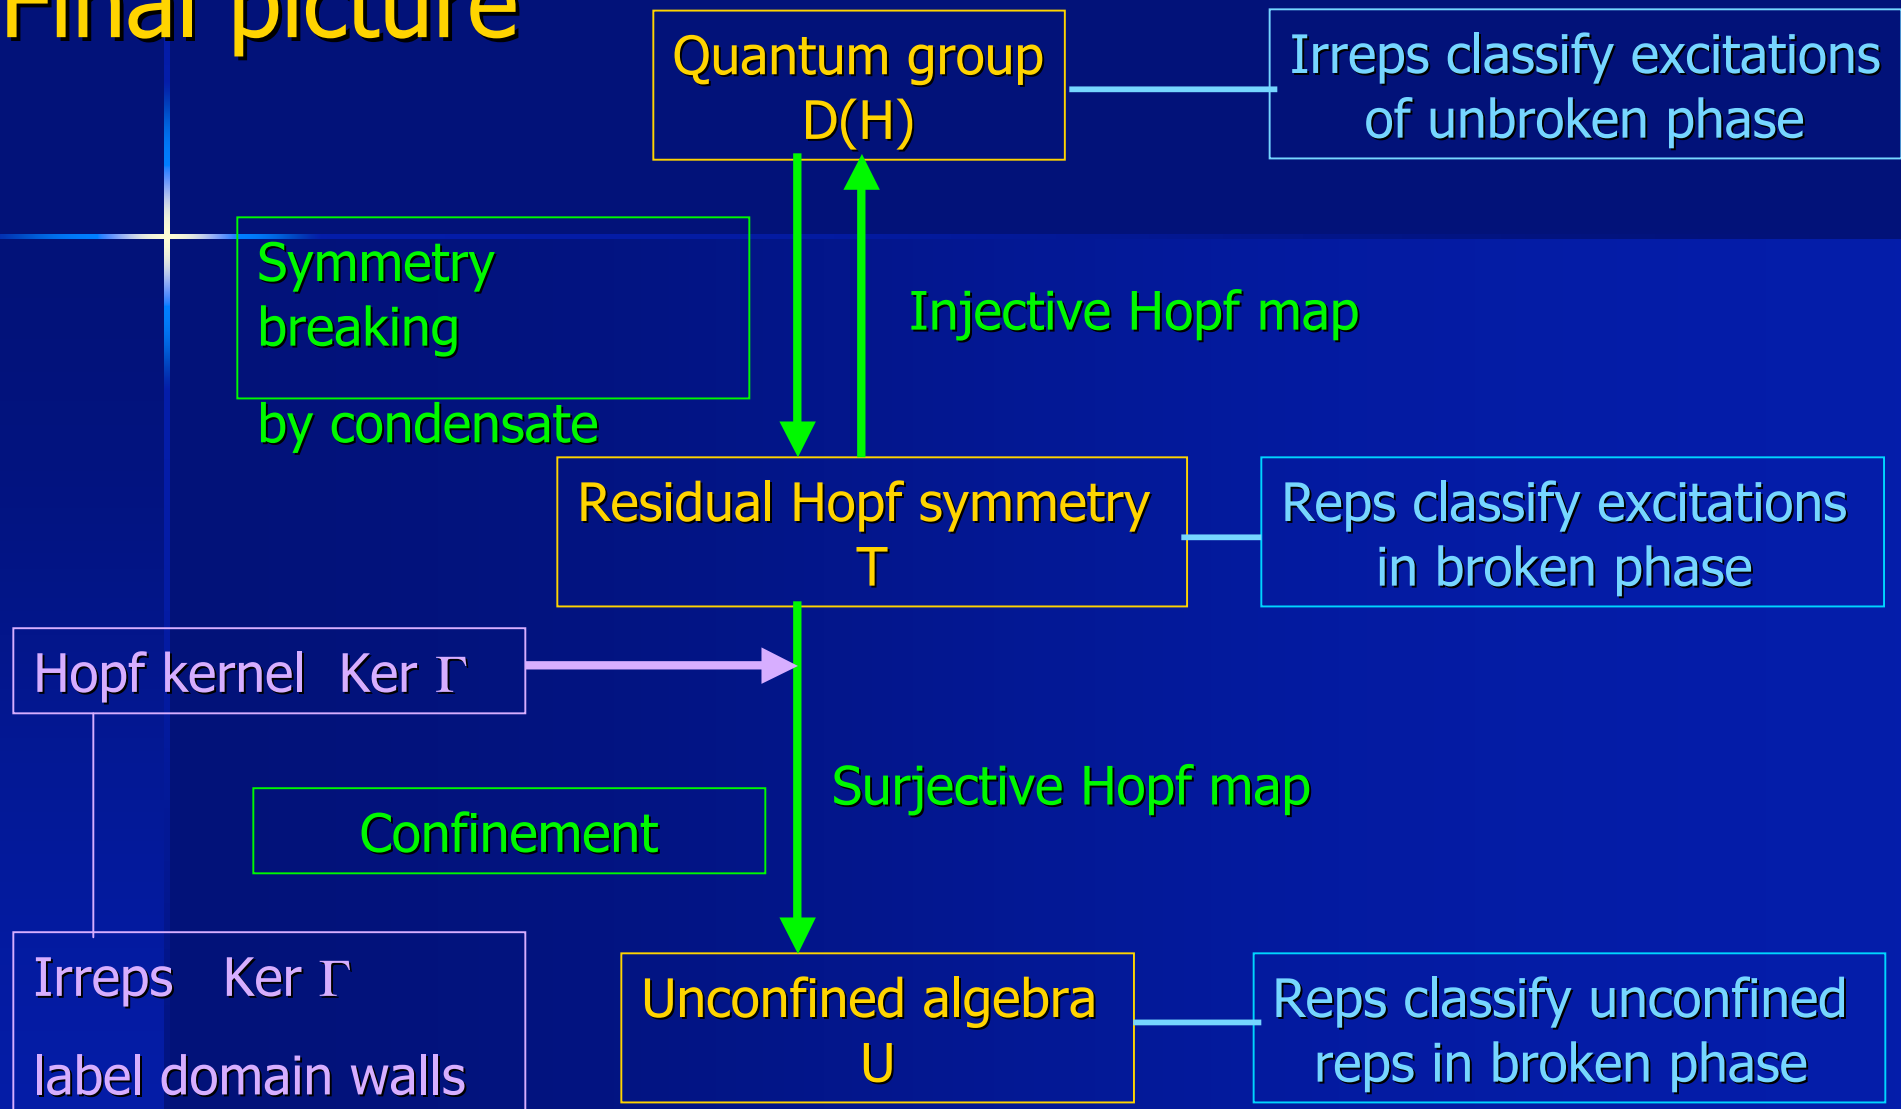 Final picture
Quantum group
D(H)
Irreps classify excitations
of unbroken phase
Symmetry
breaking
by condensate
Injective Hopf map
Residual Hopf symmetry
T
Reps classify excitations
in broken phase
Hopf kernel Ker Γ
Surjective Hopf map
Confinement
Irreps Ker Γ
label domain walls
Unconfined algebra
U
Reps classify unconfined
reps in broken phase